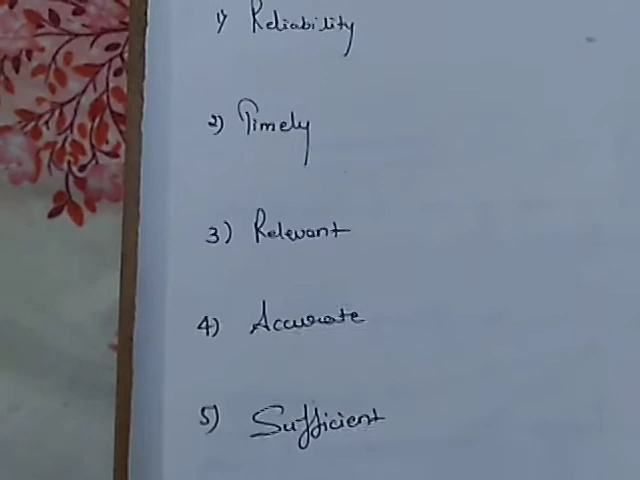 1) Reliability
2) Timely
3) Relevant
4) Accurate
5) Sufficient